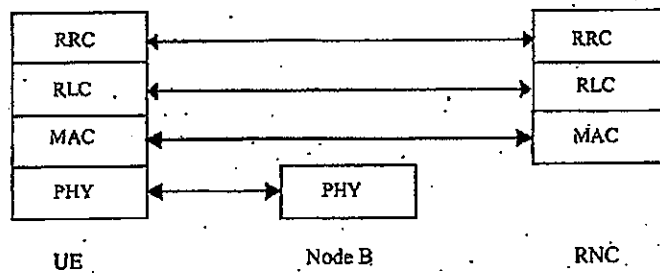 RRC RRC
RLC RLC
MAC MAC
PHY PHY
UE Node B RNC